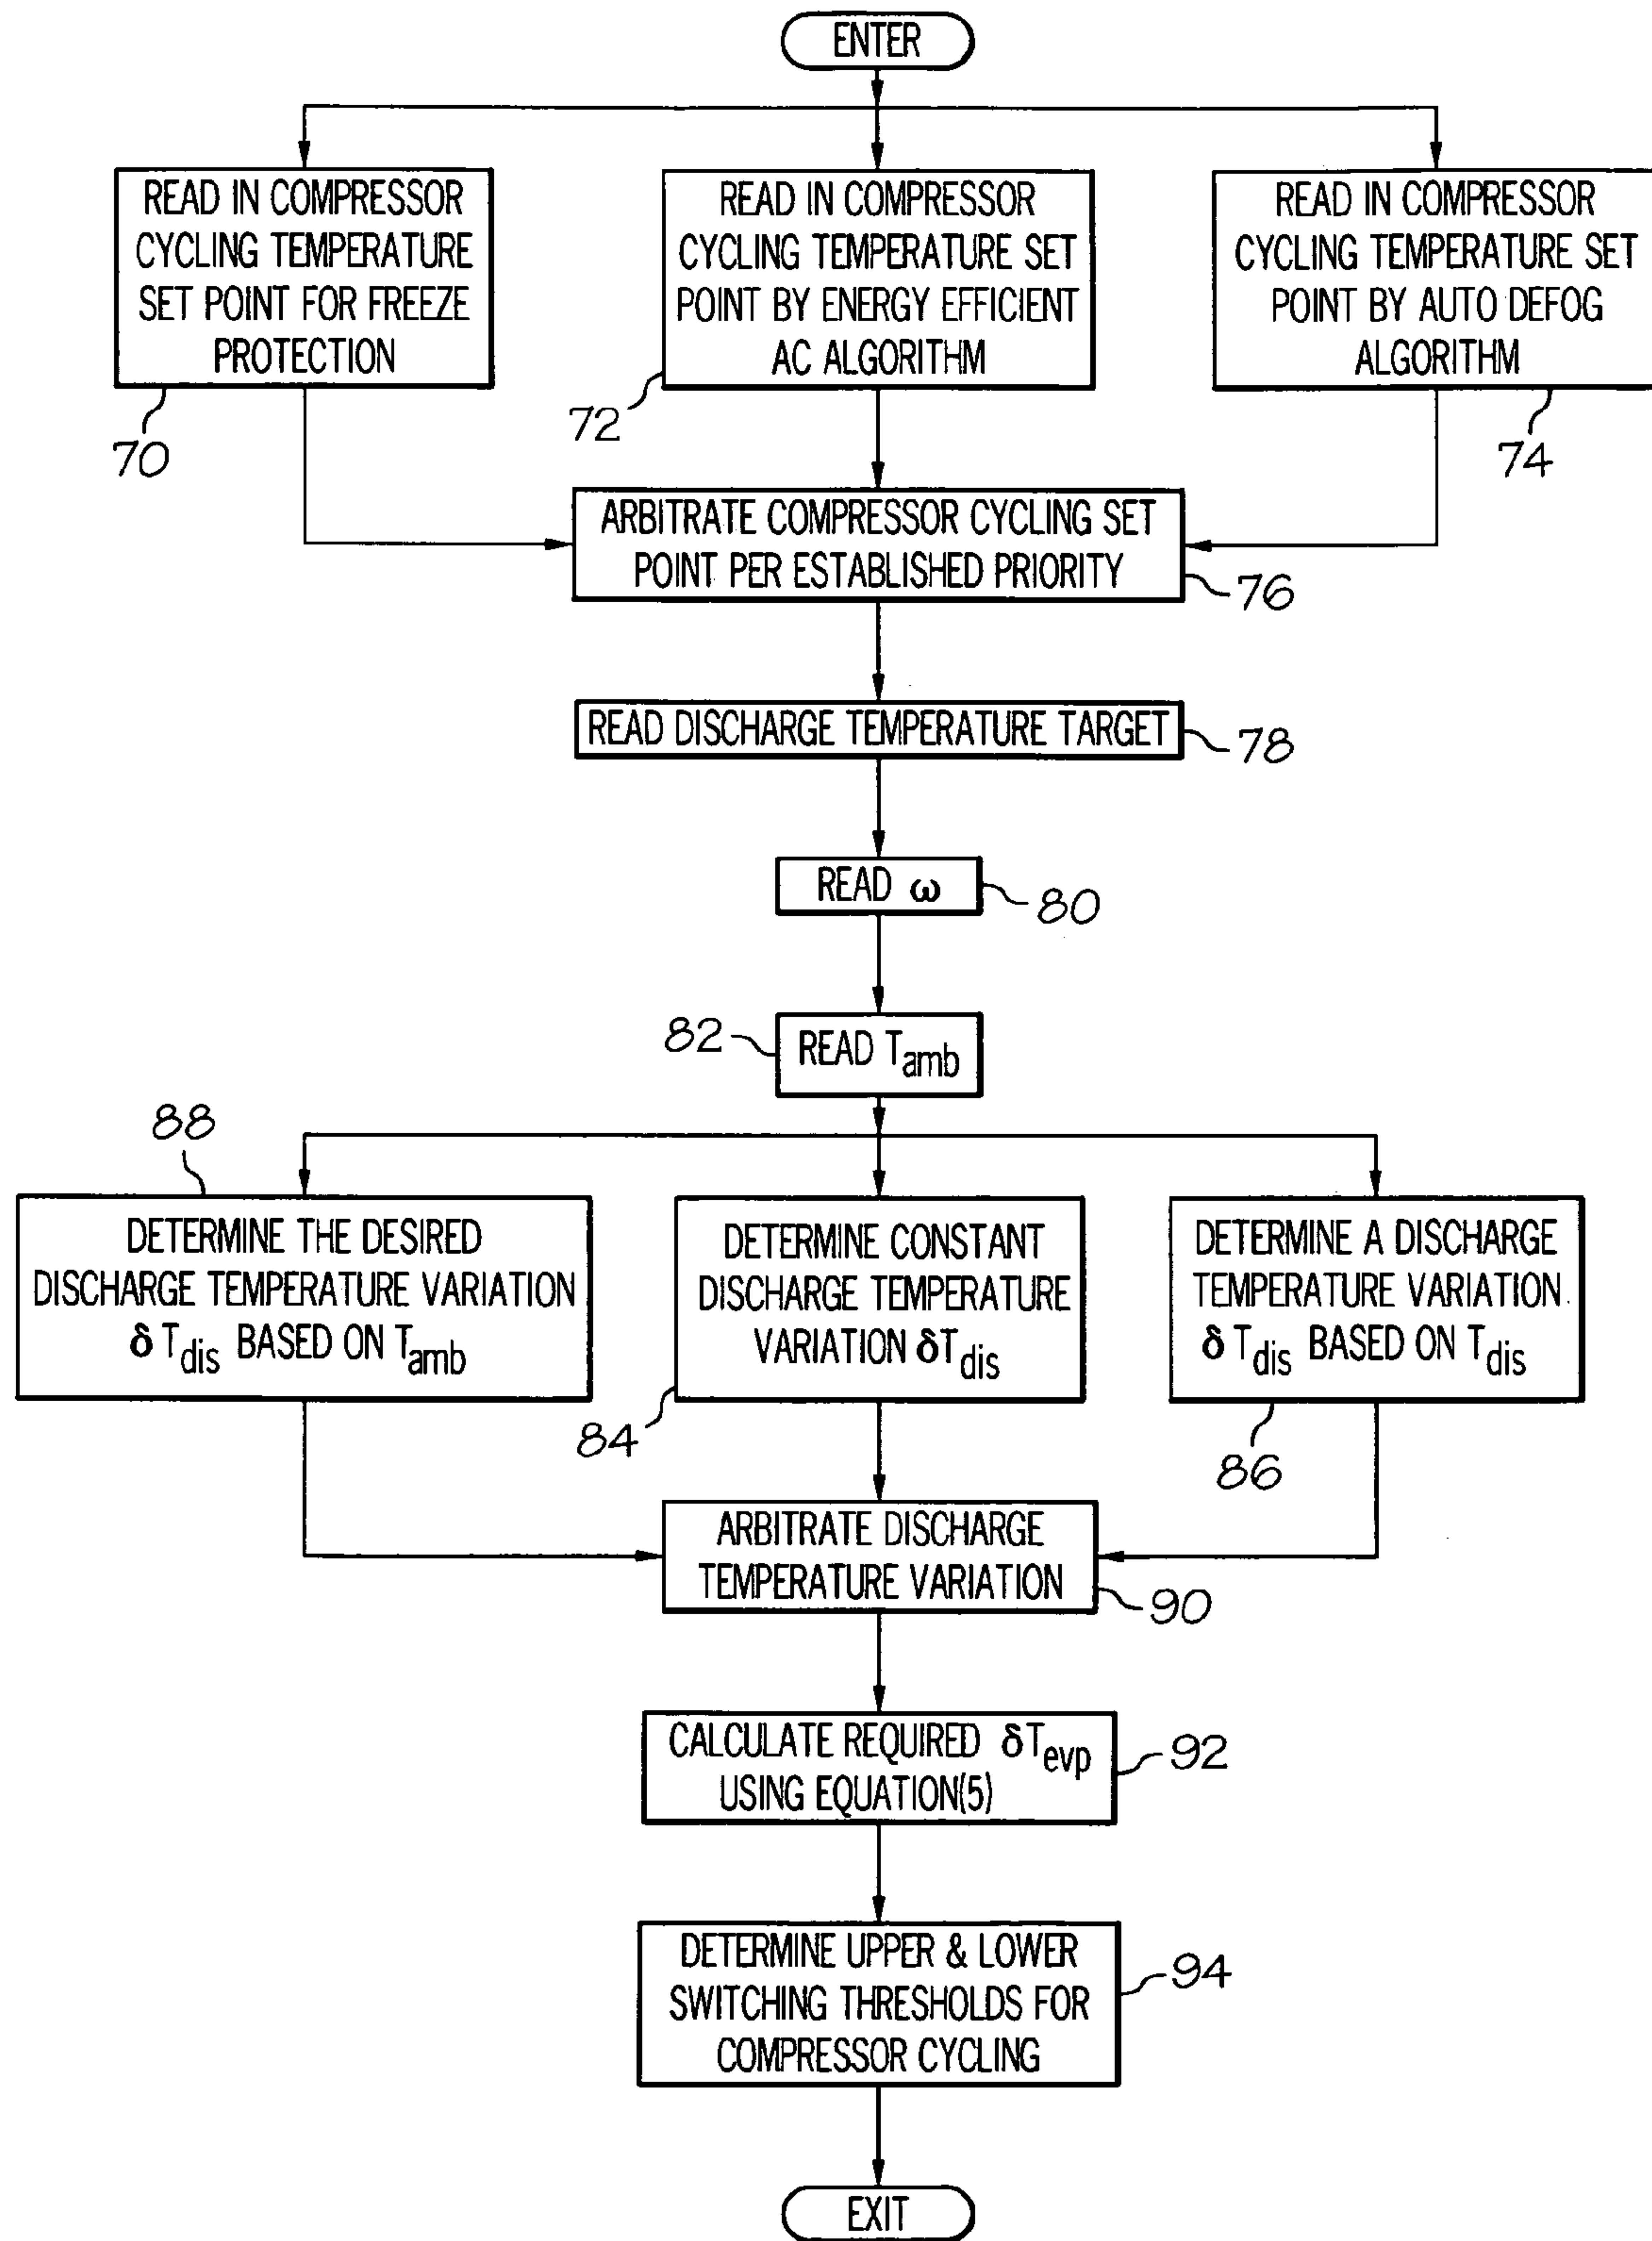 ENTER
READ IN COMPRESSOR
CYCLING TEMPERATURE
SET POINT FOR FREEZE
PROTECTION
70
READ IN COMPRESSOR
CYCLING TEMPERATURE SET
POINT BY ENERGY EFFICIENT
AC ALGORITHM
72
READ IN COMPRESSOR
CYCLING TEMPERATURE SET
POINT BY AUTO DEFOG
ALGORITHM
74
ARBITRATE COMPRESSOR CYCLING SET
POINT PER ESTABLISHED PRIORITY
76
READ DISCHARGE TEMPERATURE TARGET
78
READ ω
80
82
READ Tamb
88
DETERMINE THE DESIRED
DISCHARGE TEMPERATURE VARIATION
δ Tdis BASED ON Tamb
DETERMINE CONSTANT
DISCHARGE TEMPERATURE
VARIATION δTdis
84
DETERMINE A DISCHARGE
TEMPERATURE VARIATION
δ Tdis BASED ON Tdis
86
ARBITRATE DISCHARGE
TEMPERATURE VARIATION
90
CALCULATE REQUIRED δTevp
USING EQUATION(5)
92
DETERMINE UPPER & LOWER
SWITCHING THRESHOLDS FOR
COMPRESSOR CYCLING
94
EXIT